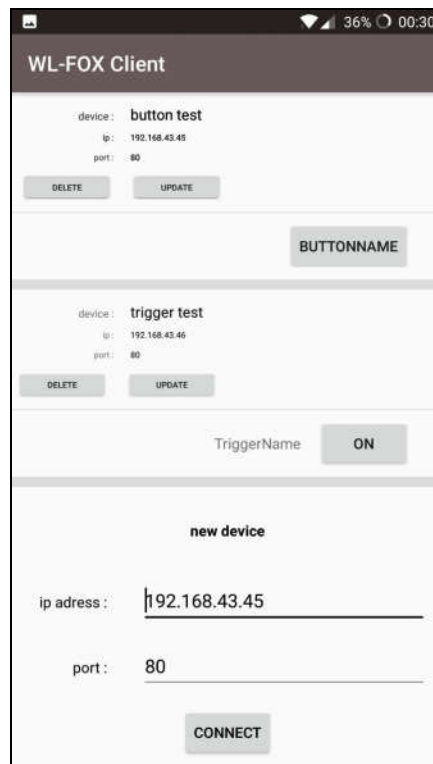 36% 00:30
WL-FOX Client
device : button test
ip : 192.168.43.45
port : 80
DELETE UPDATE
BUTTONNAME
device : trigger test
ip : 192.168.43.46
port : 80
DELETE UPDATE
TriggerName ON
new device
ip adress : 192.168.43.45
port : 80
CONNECT